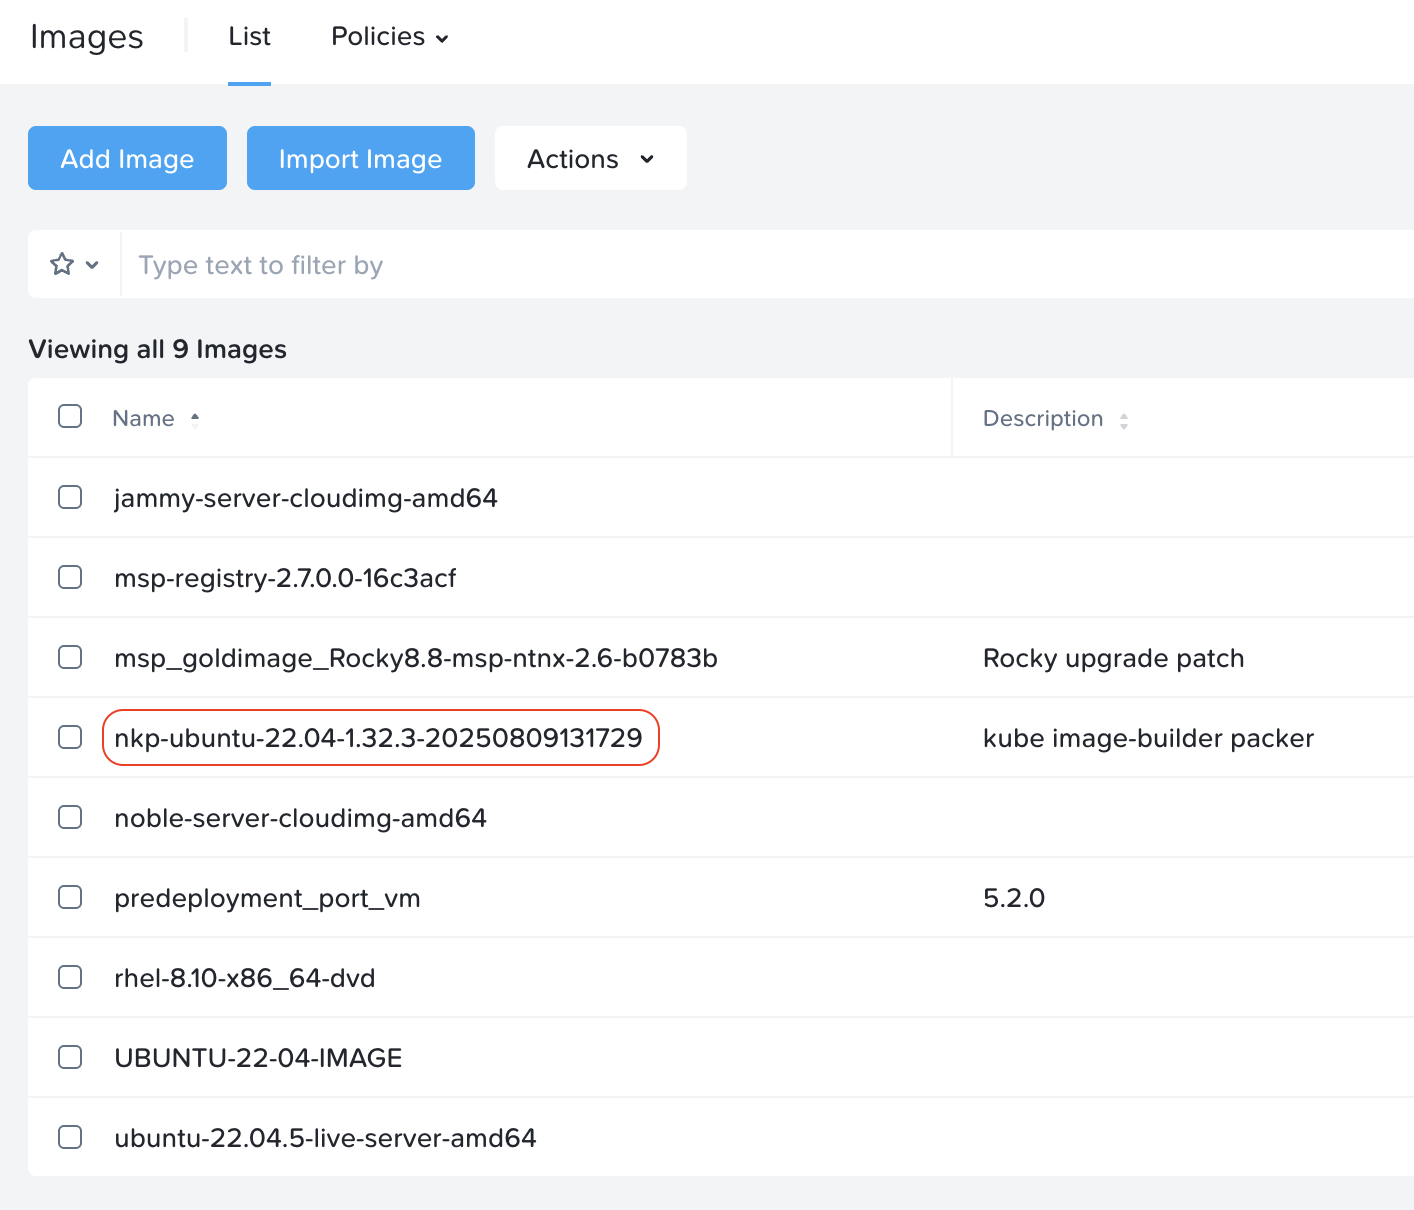 Images List Policies
Add Image Import Image Actions
Type text to filter by
Viewing all 9 Images
Name Description
jammy-server-cloudimg-amd64
msp-registry-2.7.0.0-16c3acf
msp_goldimage_Rocky8.8-msp-ntnx-2.6-b0783b Rocky upgrade patch
nkp-ubuntu-22.04-1.32.3-20250809131729 kube image-builder packer
noble-server-cloudimg-amd64
predeployment_port_vm 5.2.0
rhel-8.10-x86_64-dvd
UBUNTU-22-04-IMAGE
ubuntu-22.04.5-live-server-amd64